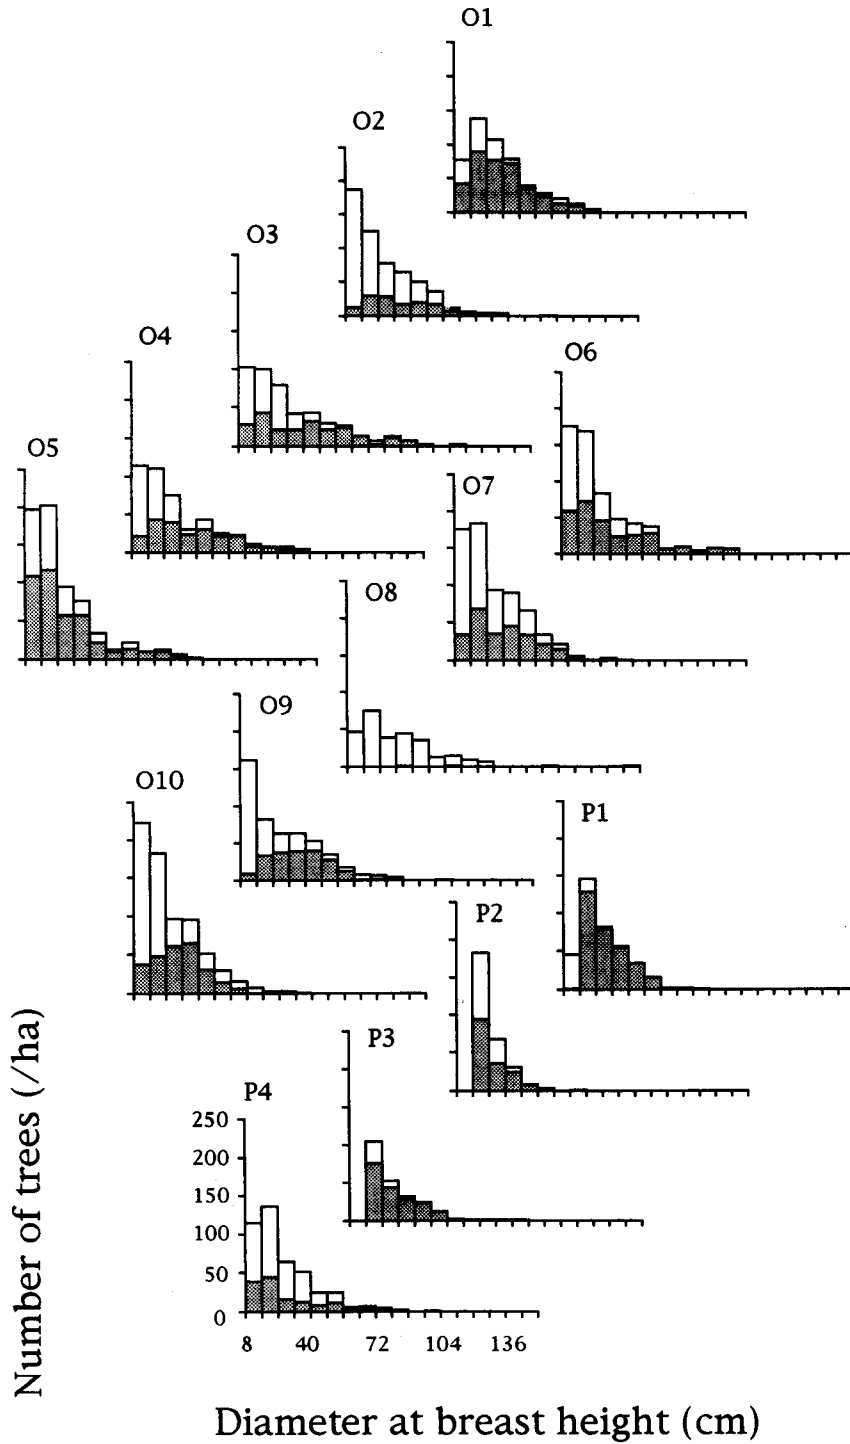 O1
O2
O3
O4
O6
O5
O7
O8
O9
O10
P1
P2
P3
P4
250
200
150
100
50
0
8 40 72 104 136
Number of trees (/ha)
Diameter at breast height (cm)